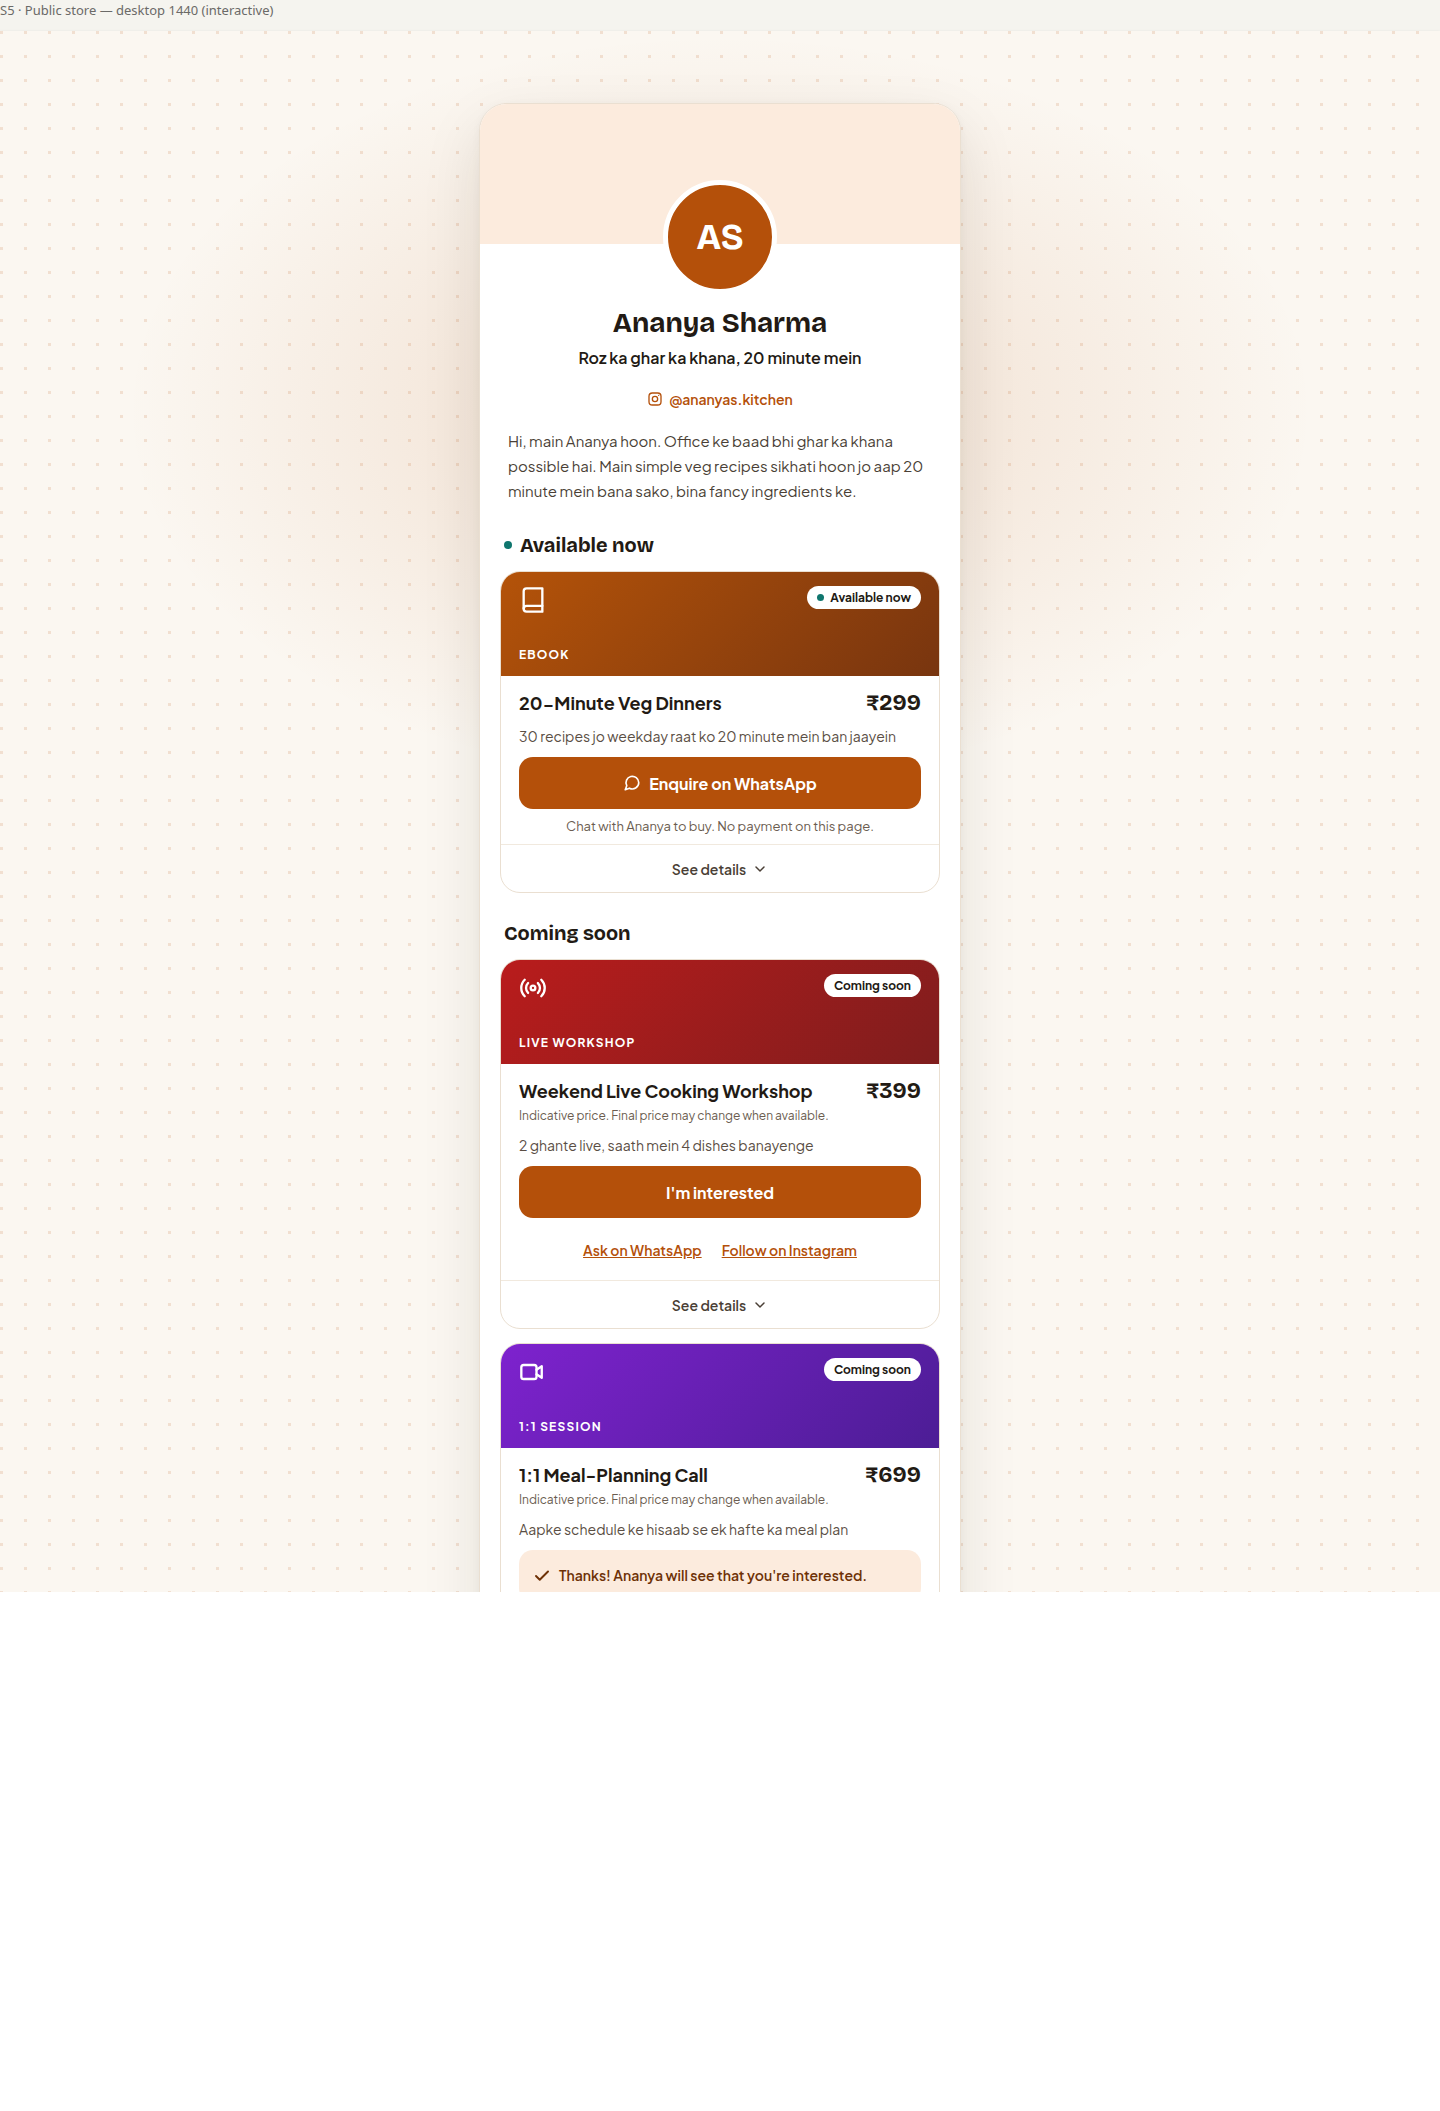 S5 · Public store — desktop 1440 (interactive)
AS
Ananya Sharma
Roz ka ghar ka khana, 20 minute mein
@ananyas.kitchen
Hi, main Ananya hoon. Office ke baad bhi ghar ka khana
possible hai. Main simple veg recipes sikhati hoon jo aap 20
minute mein bana sako, bina fancy ingredients ke.
Available now
Available now
EBOOK
20-Minute Veg Dinners ₹299
30 recipes jo weekday raat ko 20 minute mein ban jaayein
Enquire on WhatsApp
Chat with Ananya to buy. No payment on this page.
See details
Coming soon
Coming soon
LIVE WORKSHOP
Weekend Live Cooking Workshop ₹399
Indicative price. Final price may change when available.
2 ghante live, saath mein 4 dishes banayenge
I'm interested
Ask on WhatsApp Follow on Instagram
See details
Coming soon
1:1 SESSION
1:1 Meal-Planning Call ₹699
Indicative price. Final price may change when available.
Aapke schedule ke hisaab se ek hafte ka meal plan
Thanks! Ananya will see that you're interested.